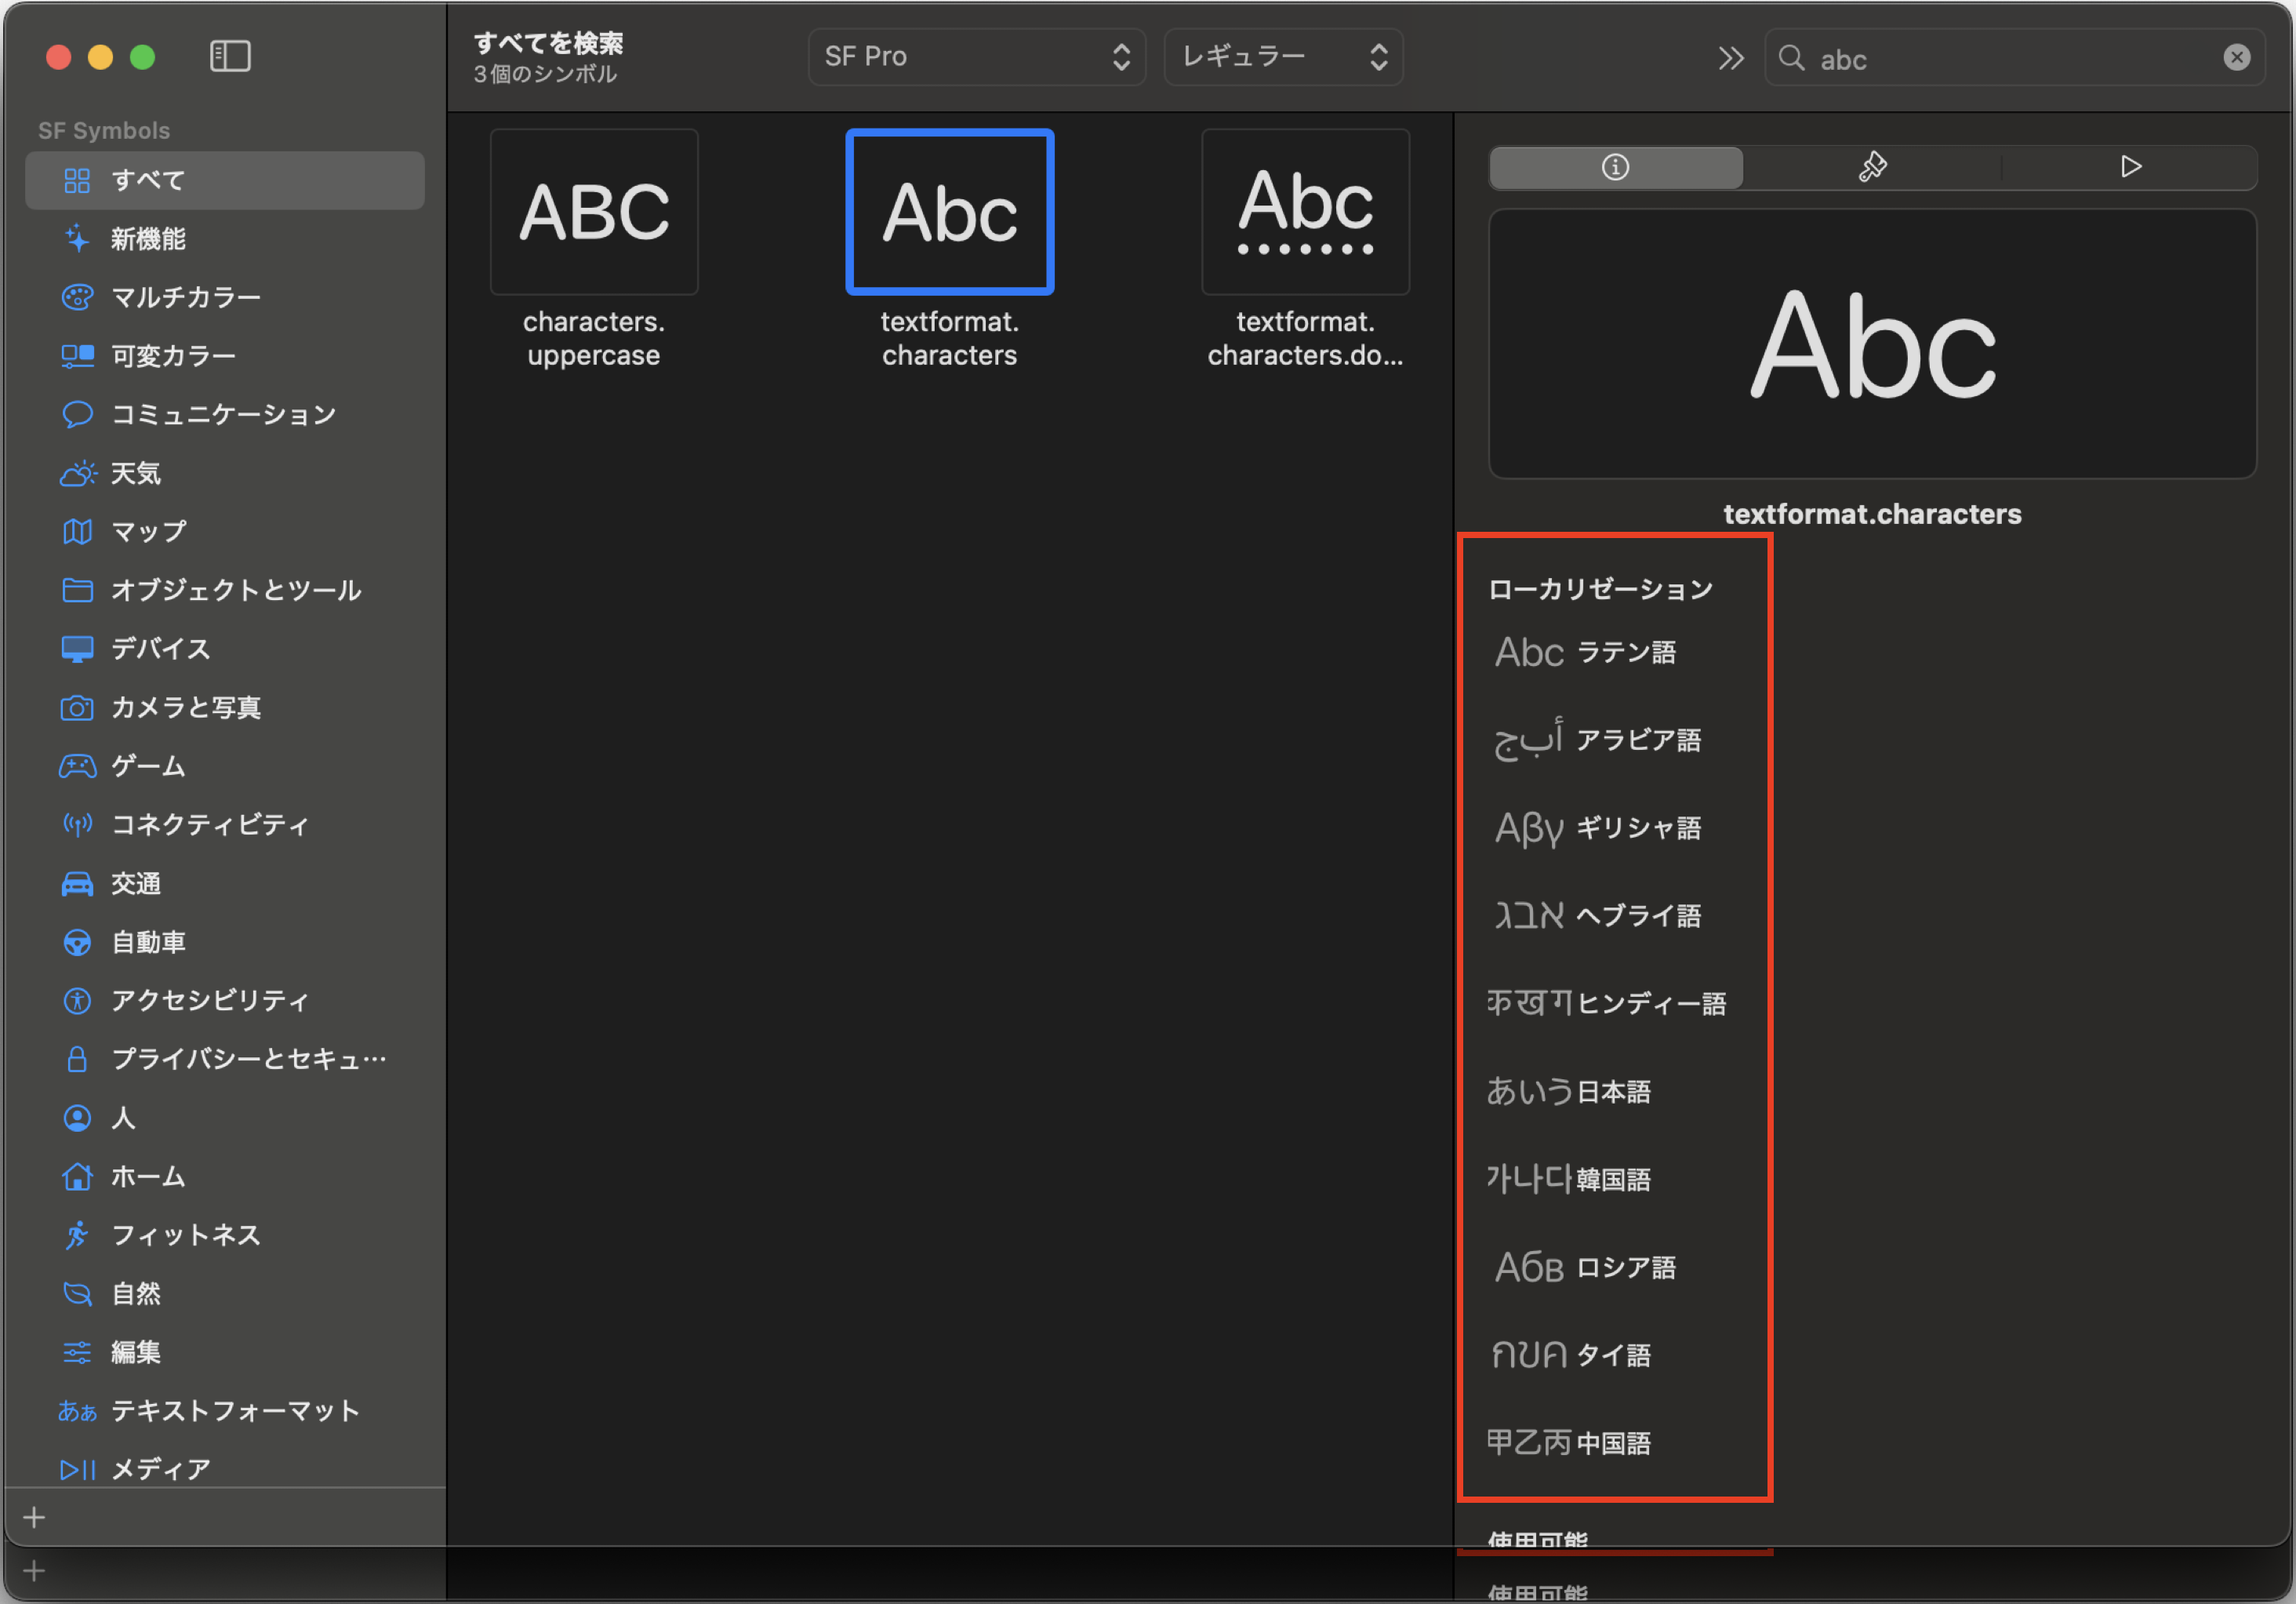 すべてを検索
3個のシンボル
SF Pro
レギュラー
abc
SF Symbols
すべて
新機能
マルチカラー
可変カラー
コミュニケーション
天気
マップ
オブジェクトとツール
デバイス
カメラと写真
ゲーム
コネクティビティ
交通
自動車
アクセシビリティ
プライバシーとセキュ…
人
ホーム
フィットネス
自然
編集
あぁ テキストフォーマット
メディア
ABC
characters.
uppercase
Abc
textformat.
characters
Abc
textformat.
characters.do...
Abc
textformat.characters
ローカリゼーション
Abc ラテン語
أبج アラビア語
Αβγ ギリシャ語
אבג ヘブライ語
कखग ヒンディー語
あいう 日本語
가나다 韓国語
Абв ロシア語
กขค タイ語
甲乙丙 中国語
使用可能
使用可能